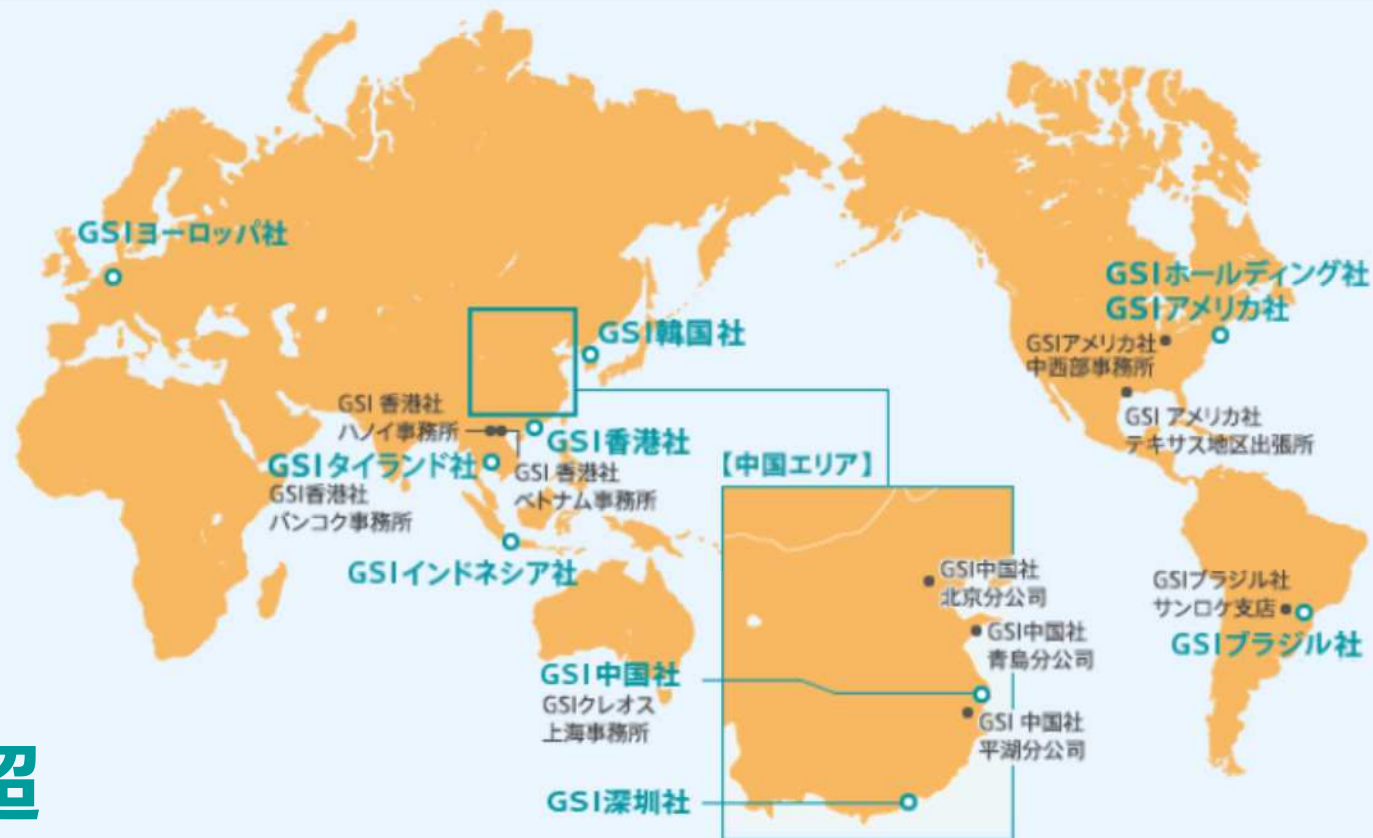 GSIヨーロッパ社
GSIホールディング社
GSIアメリカ社
GSI韓国社
GSIアメリカ社
中西部事務所
GSI 香港社
ハノイ事務所
GSI香港社
GSI アメリカ社
テキサス地区出張所
GSIタイランド社
GSI香港社
バンコク事務所
GSI 香港社
ベトナム事務所
【中国エリア】
GSIインドネシア社
GSI中国社
北京分公司
GSIブラジル社
サンロケ支店
GSIブラジル社
GSI中国社
青島分公司
GSI中国社
GSIクレオス
上海事務所
GSI 中国社
平湖分公司
GSI深圳社
超